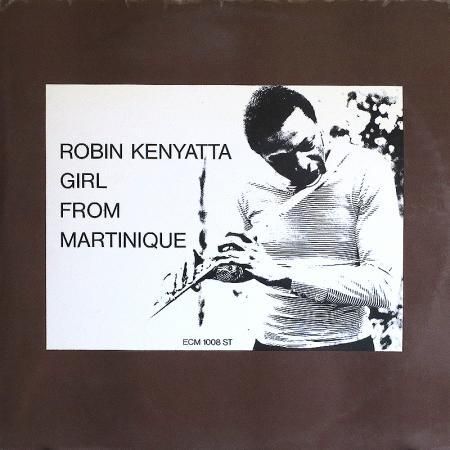 ROBIN KENYATTA
GIRL
FROM
MARTINIQUE
ECM 1008 ST